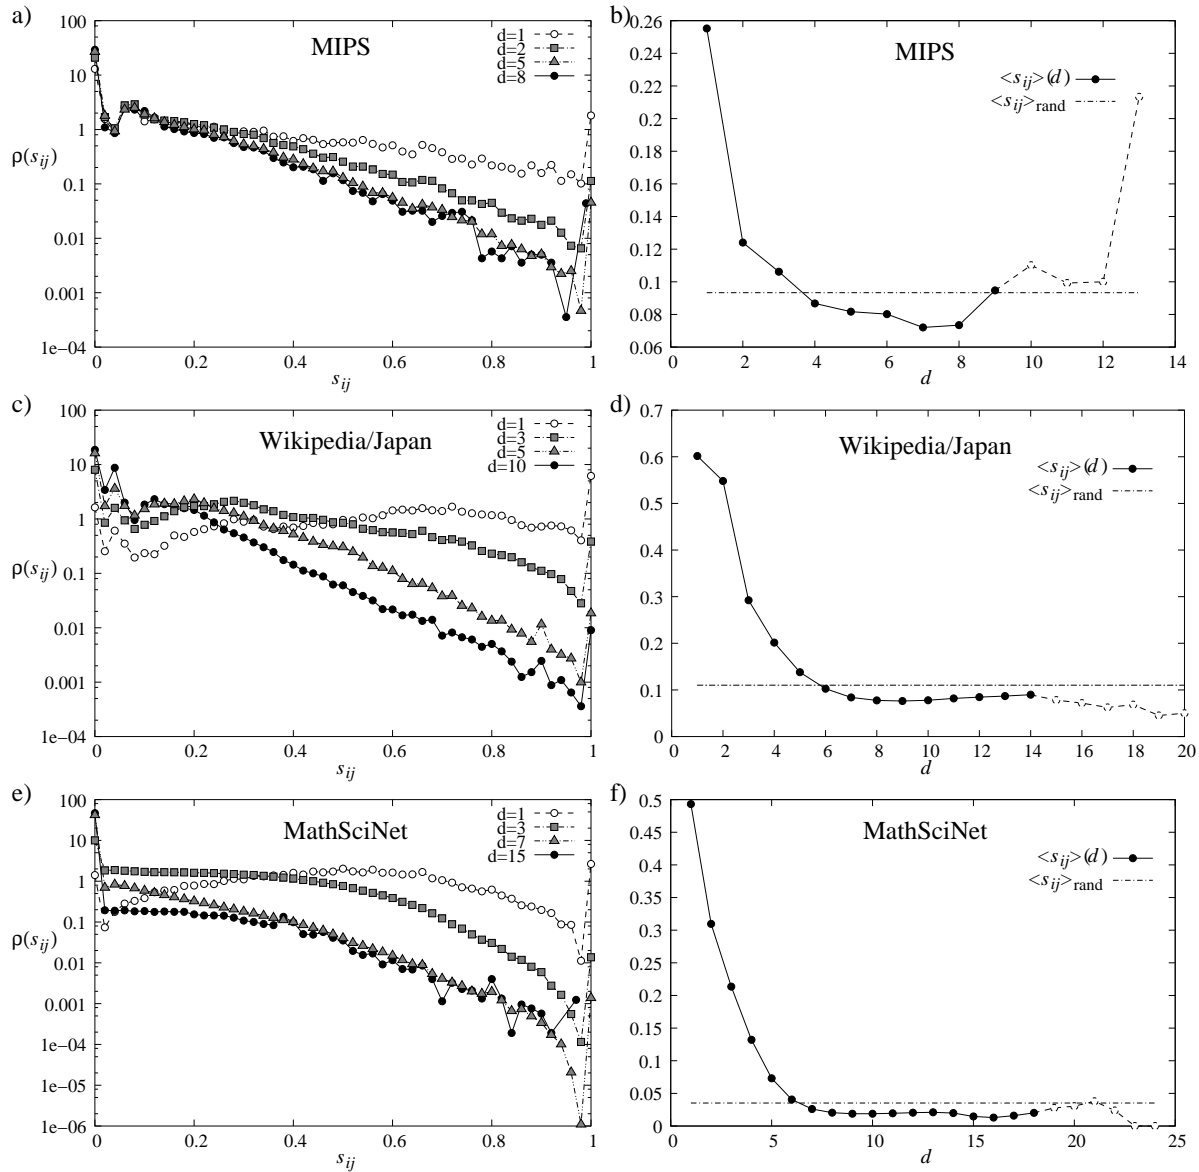 a)
MIPS
d=1
d=2
d=5
d=8
100
10
1
0.1
0.01
0.001
1e−04
ρ(s_ij)
0 0.2 0.4 0.6 0.8 1
s_ij
b)
MIPS
<s_ij>(d)
<s_ij>rand
0.26
0.24
0.22
0.2
0.18
0.16
0.14
0.12
0.1
0.08
0.06
0 2 4 6 8 10 12 14
d
c)
Wikipedia/Japan
d=1
d=3
d=5
d=10
100
10
1
0.1
0.01
0.001
1e−04
ρ(s_ij)
0 0.2 0.4 0.6 0.8 1
s_ij
d)
Wikipedia/Japan
<s_ij>(d)
<s_ij>rand
0.7
0.6
0.5
0.4
0.3
0.2
0.1
0
0 2 4 6 8 10 12 14 16 18 20
d
e)
MathSciNet
d=1
d=3
d=7
d=15
100
10
1
0.1
0.01
0.001
1e−04
1e−05
1e−06
ρ(s_ij)
0 0.2 0.4 0.6 0.8 1
s_ij
f)
MathSciNet
<s_ij>(d)
<s_ij>rand
0.5
0.45
0.4
0.35
0.3
0.25
0.2
0.15
0.1
0.05
0
0 5 10 15 20 25
d